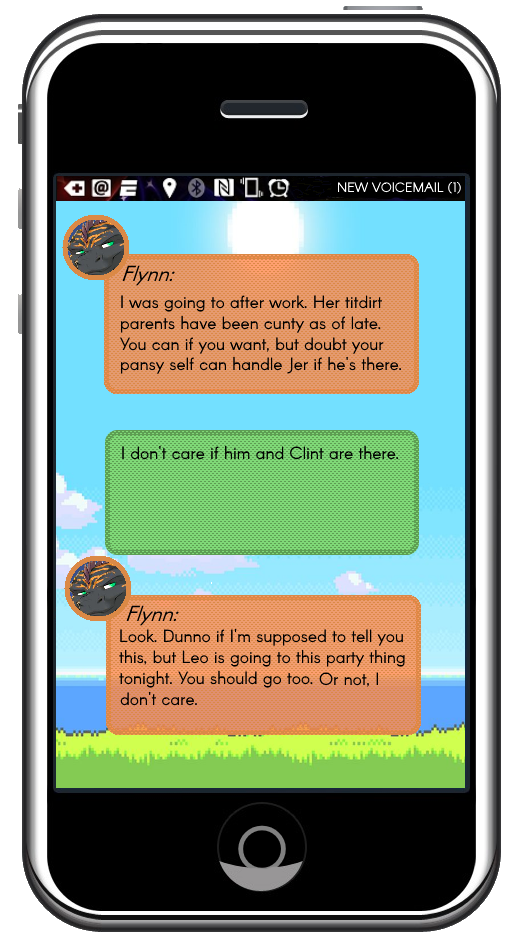 NEW VOICEMAIL (1)
Flynn:
I was going to after work. Her titdirt
parents have been cunty as of late.
You can if you want, but doubt your
pansy self can handle Jer if he's there.
I don't care if him and Clint are there.
Flynn:
Look. Dunno if I'm supposed to tell you
this, but Leo is going to this party thing
tonight. You should go too. Or not, I
don't care.